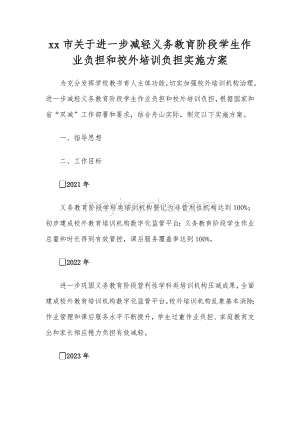 xx 市关于进一步减轻义务教育阶段学生作
业负担和校外培训负担实施方案
为充分发挥学校教书育人主体功能,切实加强校外培训机构治理,
进一步减轻义务教育阶段学生作业负担和校外培训负担,根据国家和
省“双减”工作部署和要求，结合舟山实际，制定以下实施方案。
一、指导思想
二、工作目标
2021 年
义务教育阶段学科类培训机构登记为非营利性机构达到 100%;
初步建成校外教育培训机构数字化监管平台；义务教育阶段学生作业
总量和时长得到有效管控，课后服务覆盖率达到 100%。
2022 年
进一步巩固义务教育阶段营利性学科类培训机构压减成果，全面
建成校外教育培训机构数字化监管平台,校外培训机构乱象基本消除;
作业管理和课后服务水平不断提升，学生过重作业负担、家庭教育支
出和家长相应精力负担有效减轻。
2023 年